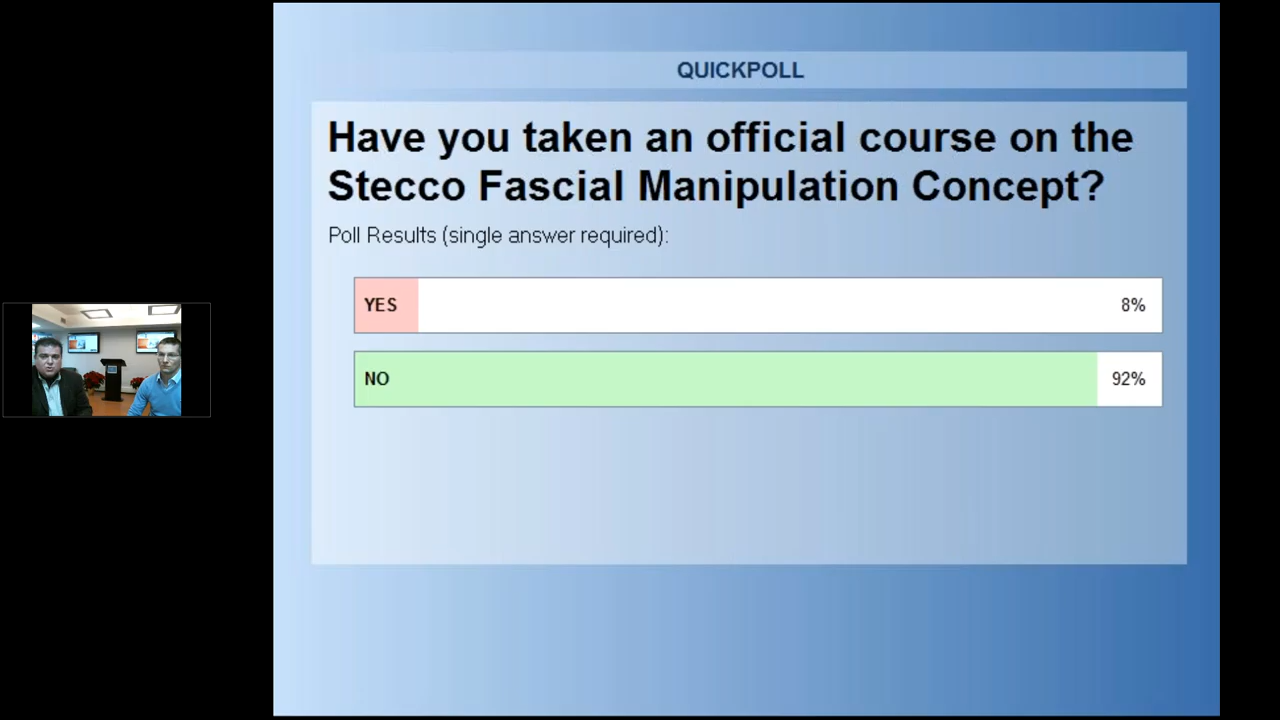 QUICKPOLL
Have you taken an official course on the
Stecco Fascial Manipulation Concept?
Poll Results (single answer required):
YES 8%
NO 92%